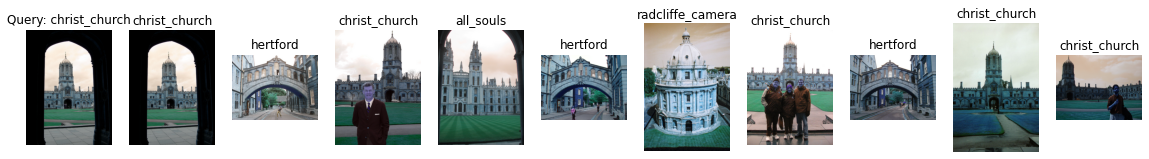 Query: christ_church
christ_church
hertford
christ_church
all_souls
hertford
radcliffe_camera
christ_church
hertford
christ_church
christ_church